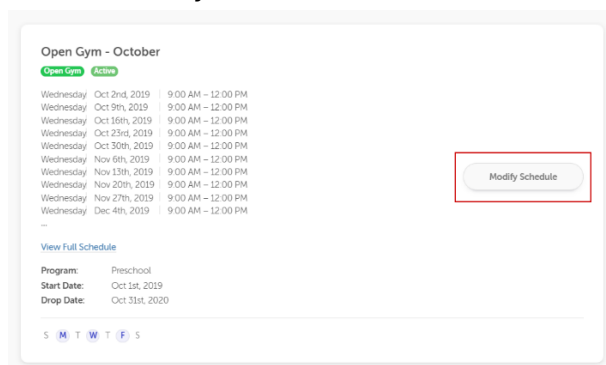 Open Gym - October
Open Gym Active
Wednesday Oct 2nd, 2019 9:00 AM – 12:00 PM
Wednesday Oct 9th, 2019 9:00 AM – 12:00 PM
Wednesday Oct 16th, 2019 9:00 AM – 12:00 PM
Wednesday Oct 23rd, 2019 9:00 AM – 12:00 PM
Wednesday Oct 30th, 2019 9:00 AM – 12:00 PM
Wednesday Nov 6th, 2019 9:00 AM – 12:00 PM
Wednesday Nov 13th, 2019 9:00 AM – 12:00 PM
Wednesday Nov 20th, 2019 9:00 AM – 12:00 PM
Wednesday Nov 27th, 2019 9:00 AM – 12:00 PM
Wednesday Dec 4th, 2019 9:00 AM – 12:00 PM
...
Modify Schedule
View Full Schedule
Program: Preschool
Start Date: Oct 1st, 2019
Drop Date: Oct 31st, 2020
S M T W T F S